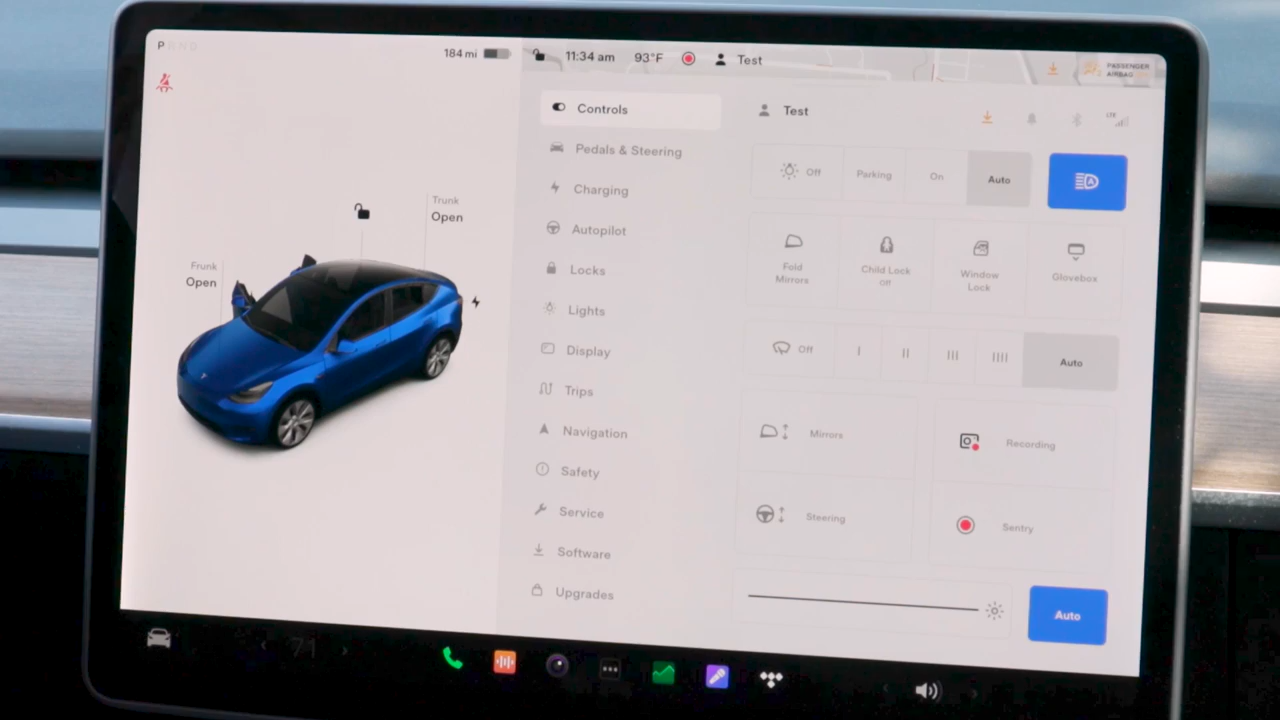 P R N D
184 mi
11:34 am 93°F Test
PASSENGER
AIRBAG
Trunk
Open
Frunk
Open
Controls
Pedals & Steering
Charging
Autopilot
Locks
Lights
Display
Trips
Navigation
Safety
Service
Software
Upgrades
Test
LTE
Off Parking On Auto
A
Fold
Mirrors
Child Lock
Off
Window
Lock
Glovebox
Off I II III IIII Auto
Mirrors
Recording
Steering
Sentry
Auto
71